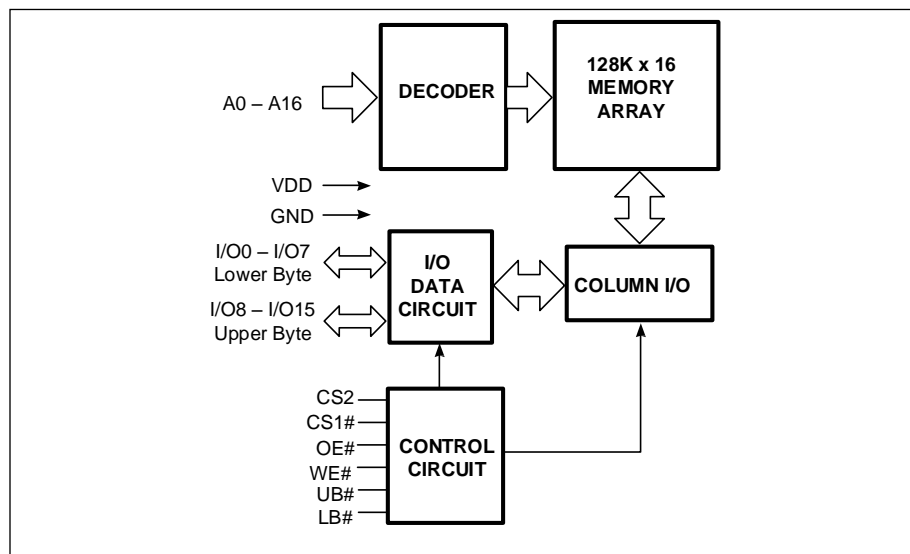 A0 – A16
DECODER
128K x 16
MEMORY
ARRAY
VDD
GND
I/O0 – I/O7
Lower Byte
I/O8 – I/O15
Upper Byte
I/O
DATA
CIRCUIT
COLUMN I/O
CS2
CS1#
OE#
WE#
UB#
LB#
CONTROL
CIRCUIT